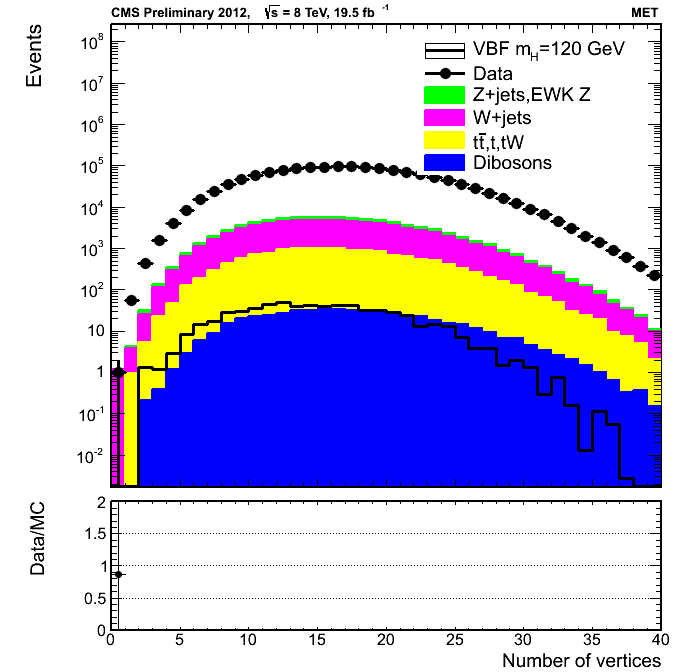 CMS Preliminary 2012, √s = 8 TeV, 19.5 fb⁻¹ MET
Events
VBF m_H=120 GeV
Data
Z+jets,EWK Z
W+jets
tt̄,t,tW
Dibosons
10⁸
10⁷
10⁶
10⁵
10⁴
10³
10²
10
1
10⁻¹
10⁻²
Data/MC
2
1.5
1
0.5
0
0 5 10 15 20 25 30 35 40
Number of vertices